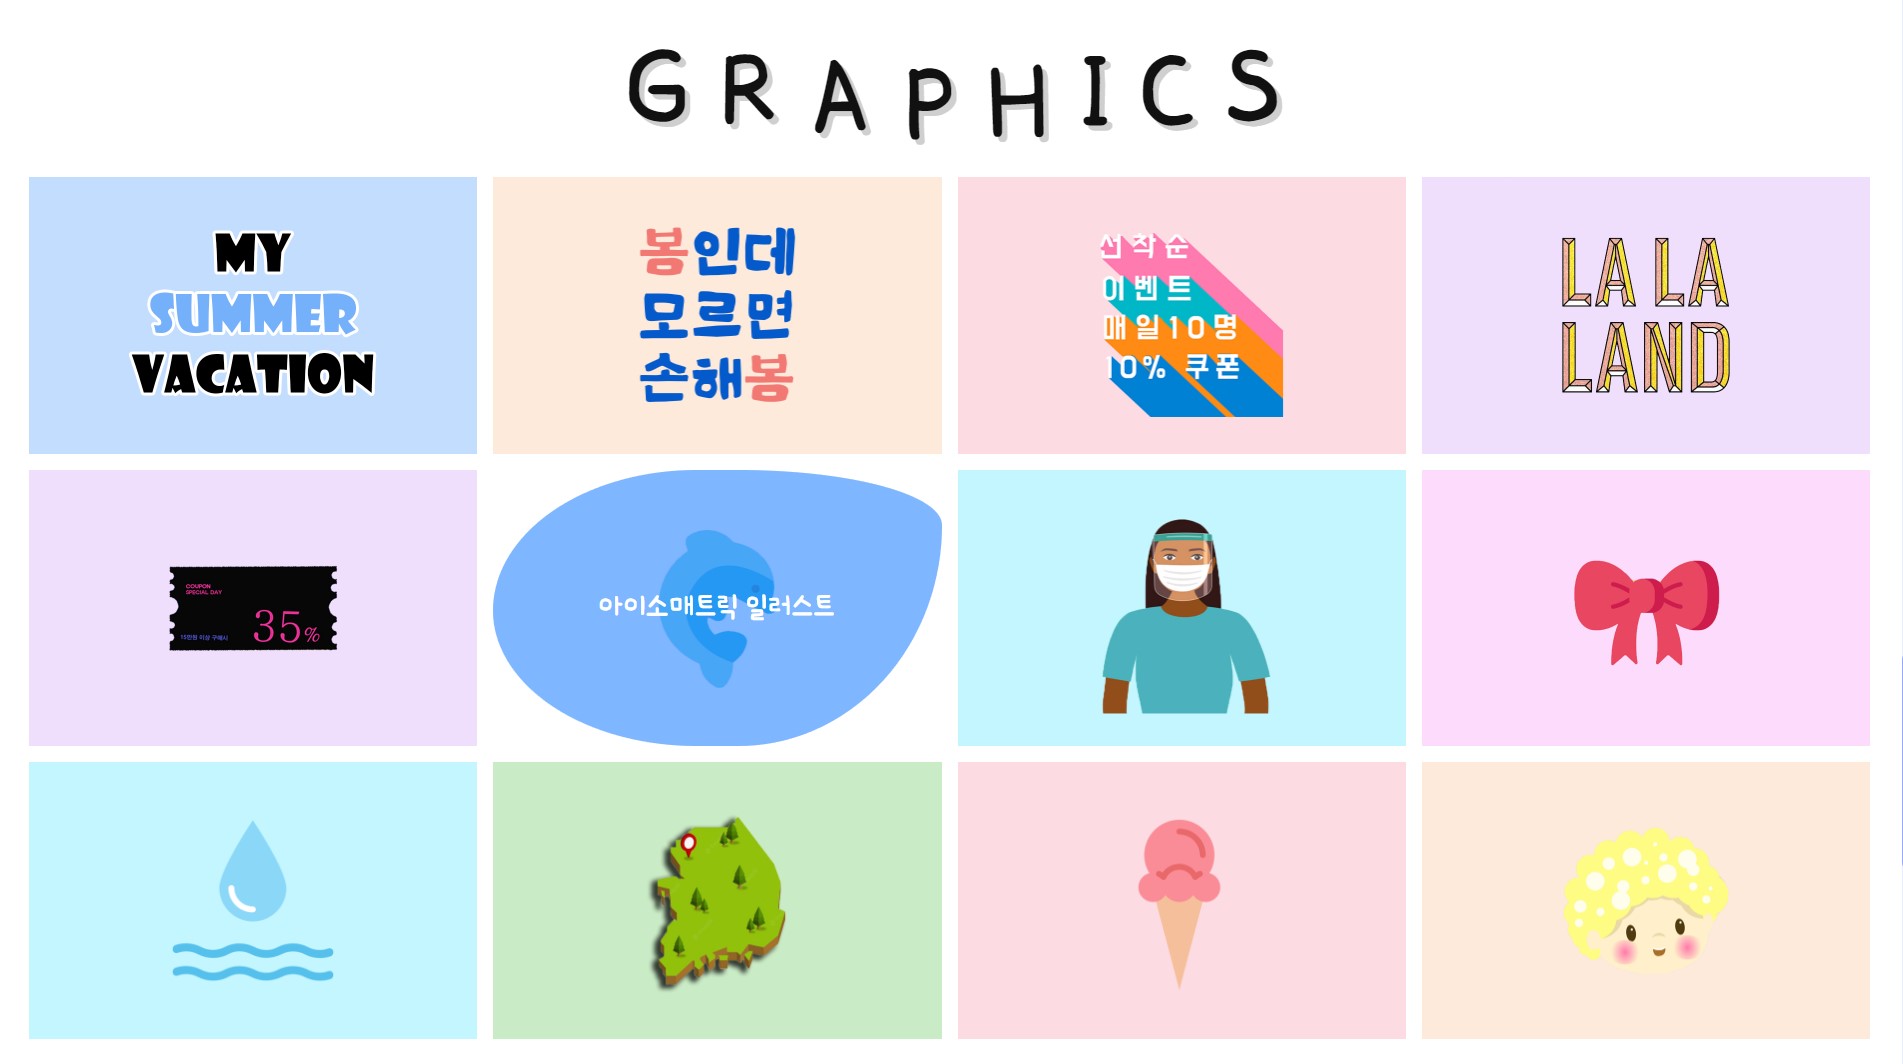 GRAPHICS
MY
SUMMER
VACATION
봄인데
모르면
손해봄
선착순
이벤트
매일10명
10% 쿠폰
LA LA
LAND
COUPON
SPECIAL DAY
35%
15만원 이상 구매시
아이소매트릭 일러스트